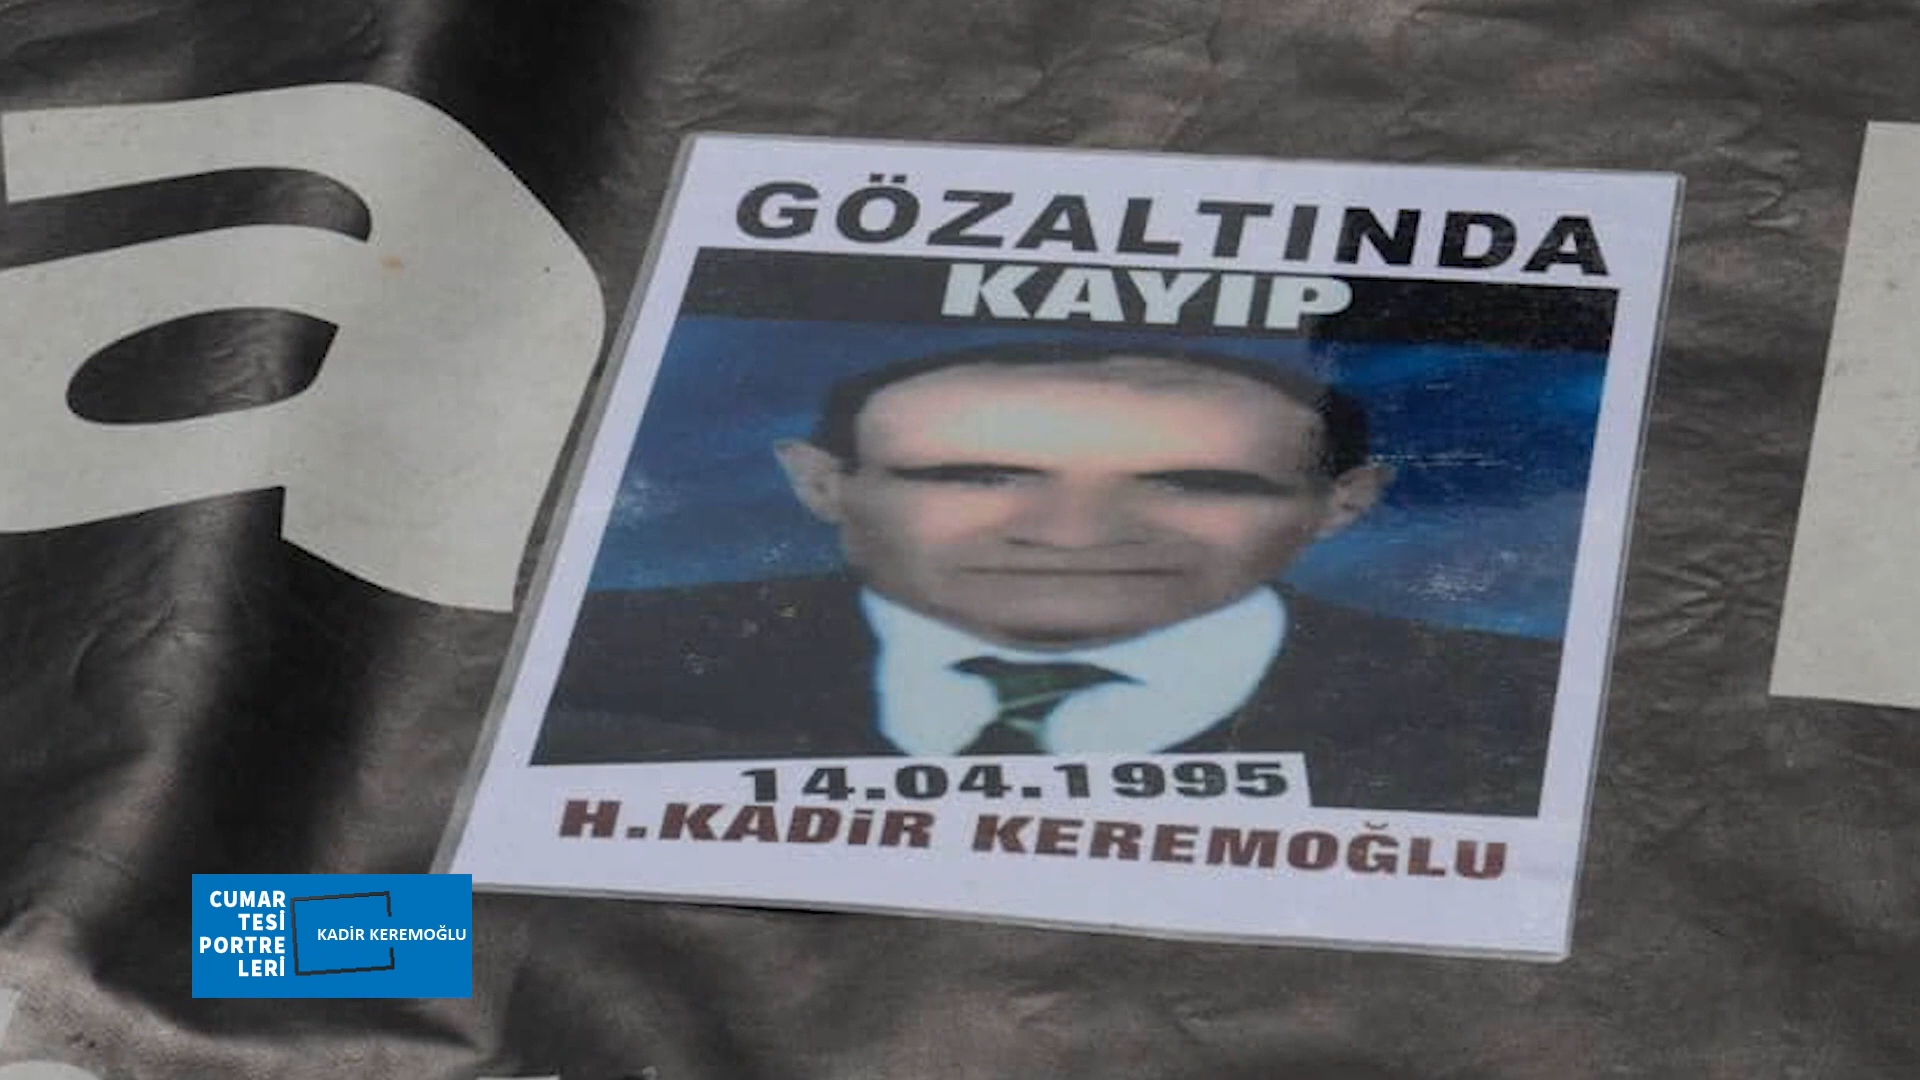 a
GÖZALTINDA
KAYIP
14.04.1995
H.KADİR KEREMOĞLU
CUMAR
TESİ
PORTRE
LERİ
KADİR KEREMOĞLU